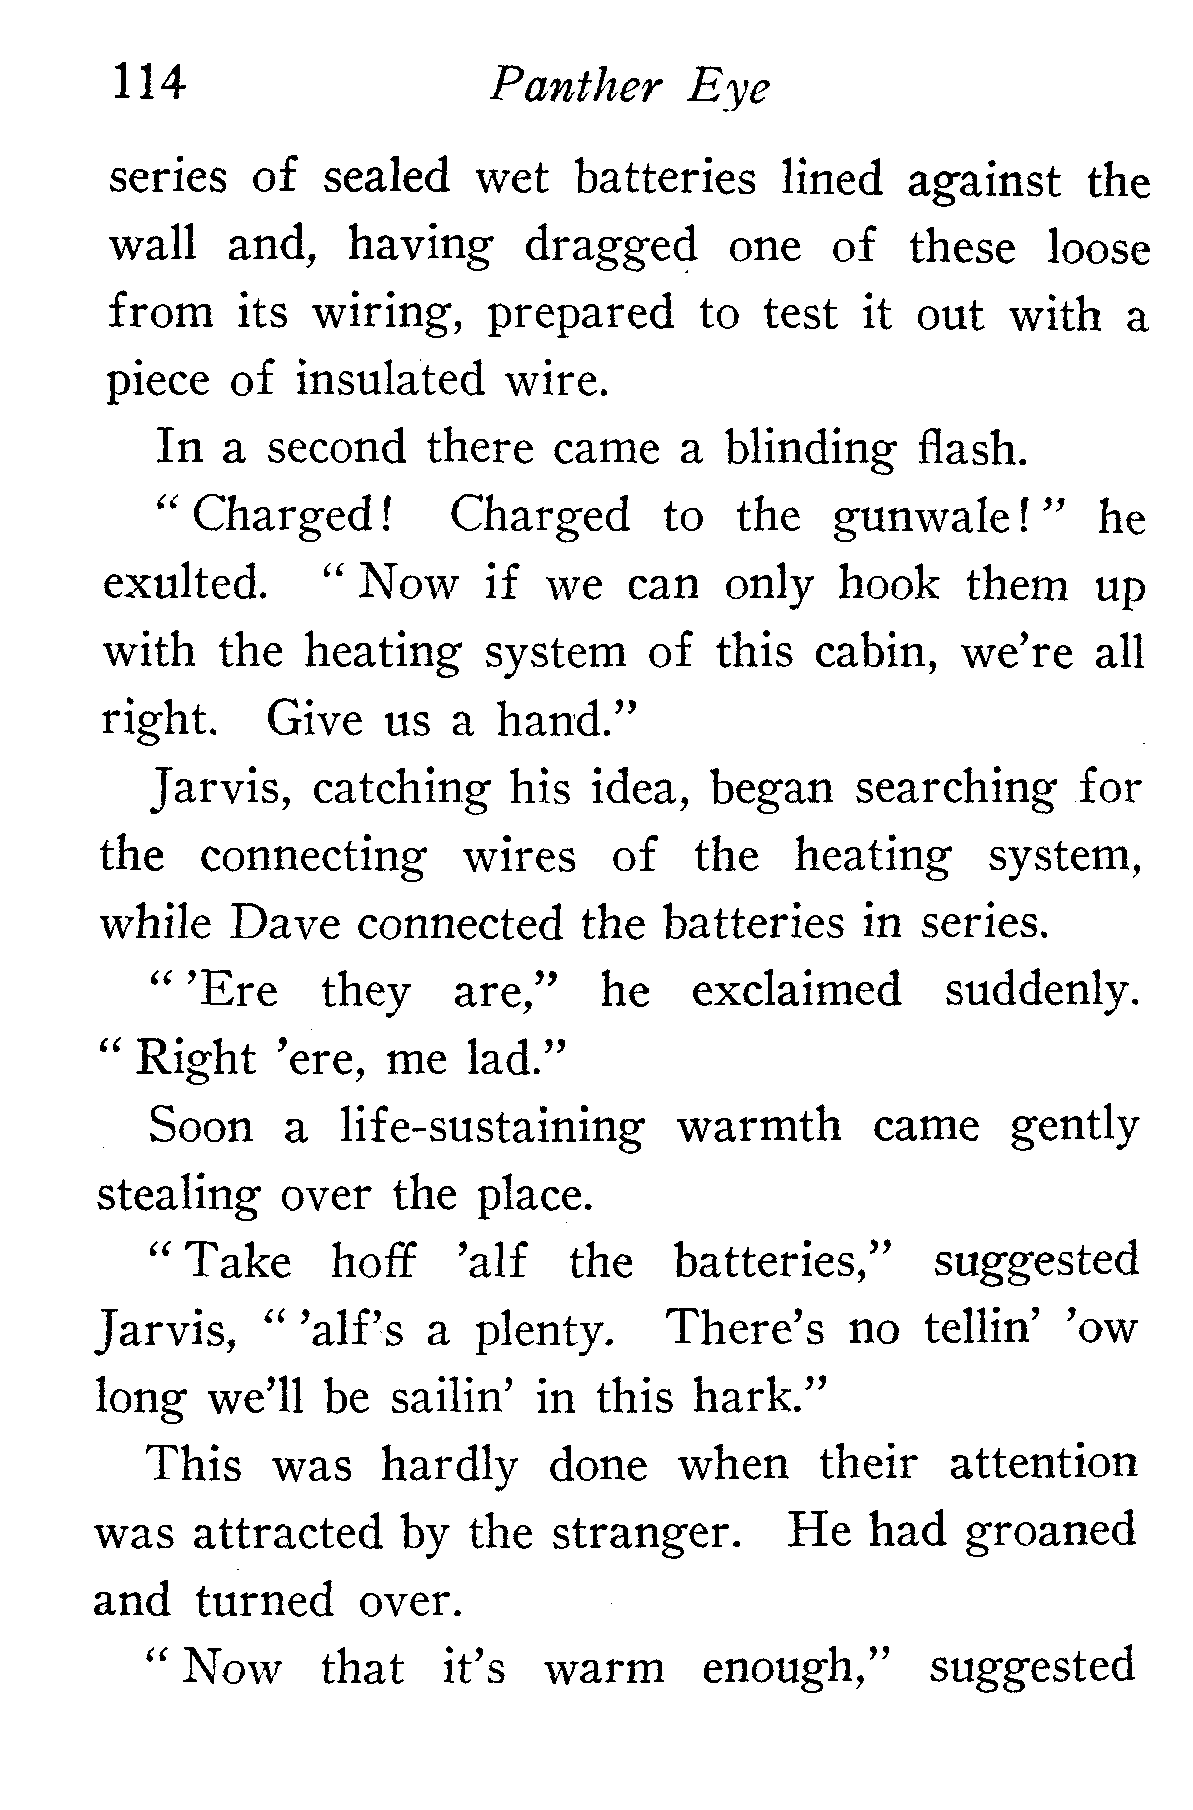 114 Panther Eye
series of sealed wet batteries lined against the
wall and, having dragged one of these loose
from its wiring, prepared to test it out with a
piece of insulated wire.
In a second there came a blinding flash.
“ Charged! Charged to the gunwale! ” he
exulted. “ Now if we can only hook them up
with the heating system of this cabin, we’re all
right. Give us a hand.”
Jarvis, catching his idea, began searching for
the connecting wires of the heating system,
while Dave connected the batteries in series.
“ ’Ere they are,” he exclaimed suddenly.
“ Right ’ere, me lad.”
Soon a life-sustaining warmth came gently
stealing over the place.
“ Take hoff ’alf the batteries,” suggested
Jarvis, “ ’alf’s a plenty. There’s no tellin’ ’ow
long we’ll be sailin’ in this hark.”
This was hardly done when their attention
was attracted by the stranger. He had groaned
and turned over.
“ Now that it’s warm enough,” suggested